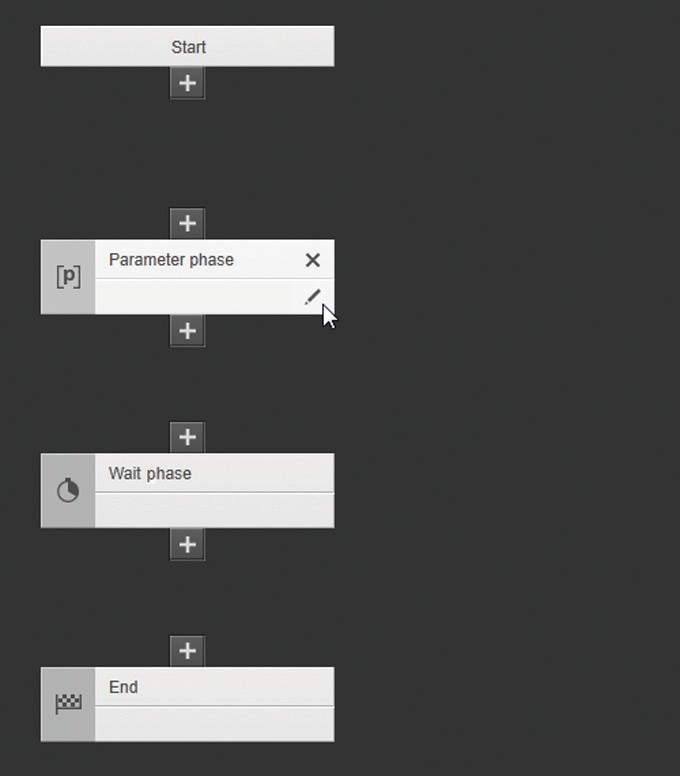 Start
Parameter phase
[p]
Wait phase
End